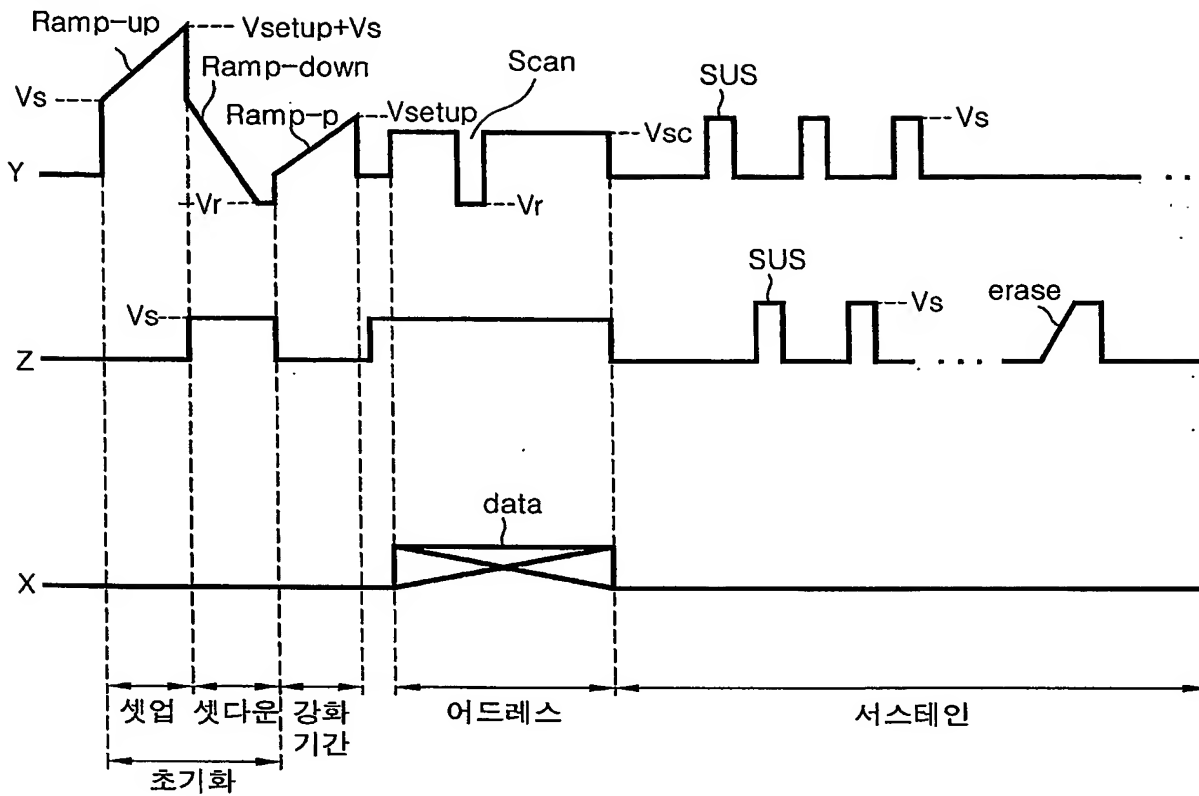 Ramp-up
Vsetup+Vs
Ramp-down
Scan
SUS
Vs
Ramp-p
Vsetup
Vsc
Vs
Y
-Vr
-Vr
SUS
Vs
Vs
erase
Z
data
X
셋업
셋다운
강화
기간
어드레스
서스테인
초기화